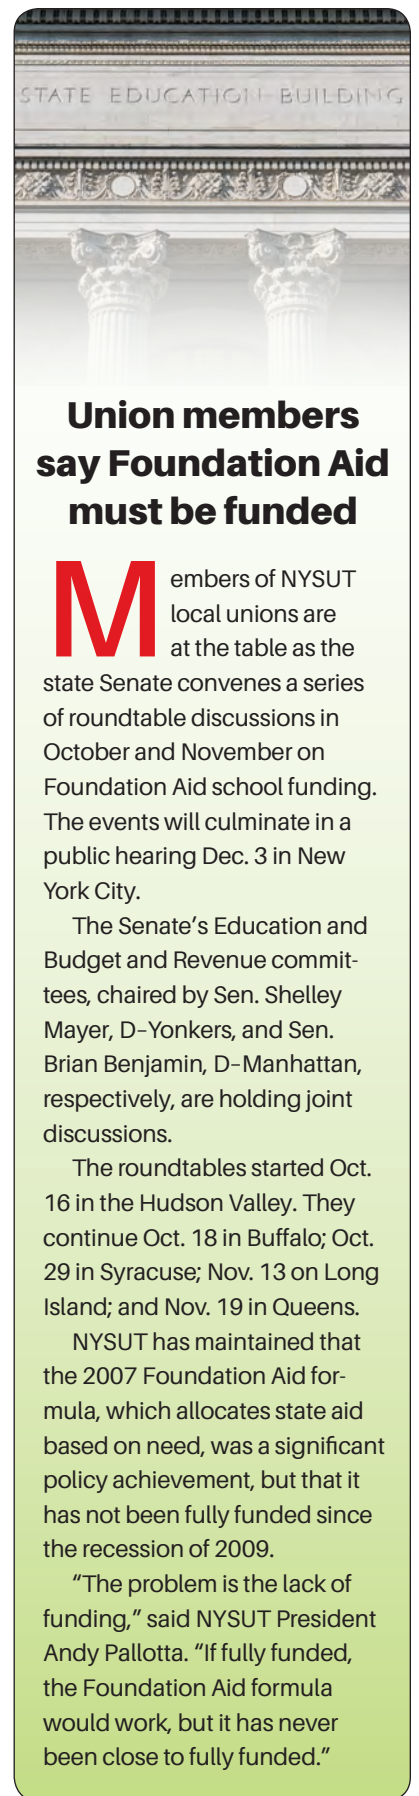 STATE EDUCATION BUILDING
Union members
say Foundation Aid
must be funded
Members of NYSUT
local unions are
at the table as the
state Senate convenes a series
of roundtable discussions in
October and November on
Foundation Aid school funding.
The events will culminate in a
public hearing Dec. 3 in New
York City.
The Senate’s Education and
Budget and Revenue commit-
tees, chaired by Sen. Shelley
Mayer, D–Yonkers, and Sen.
Brian Benjamin, D–Manhattan,
respectively, are holding joint
discussions.
The roundtables started Oct.
16 in the Hudson Valley. They
continue Oct. 18 in Buffalo; Oct.
29 in Syracuse; Nov. 13 on Long
Island; and Nov. 19 in Queens.
NYSUT has maintained that
the 2007 Foundation Aid for-
mula, which allocates state aid
based on need, was a significant
policy achievement, but that it
has not been fully funded since
the recession of 2009.
“The problem is the lack of
funding,” said NYSUT President
Andy Pallotta. “If fully funded,
the Foundation Aid formula
would work, but it has never
been close to fully funded.”